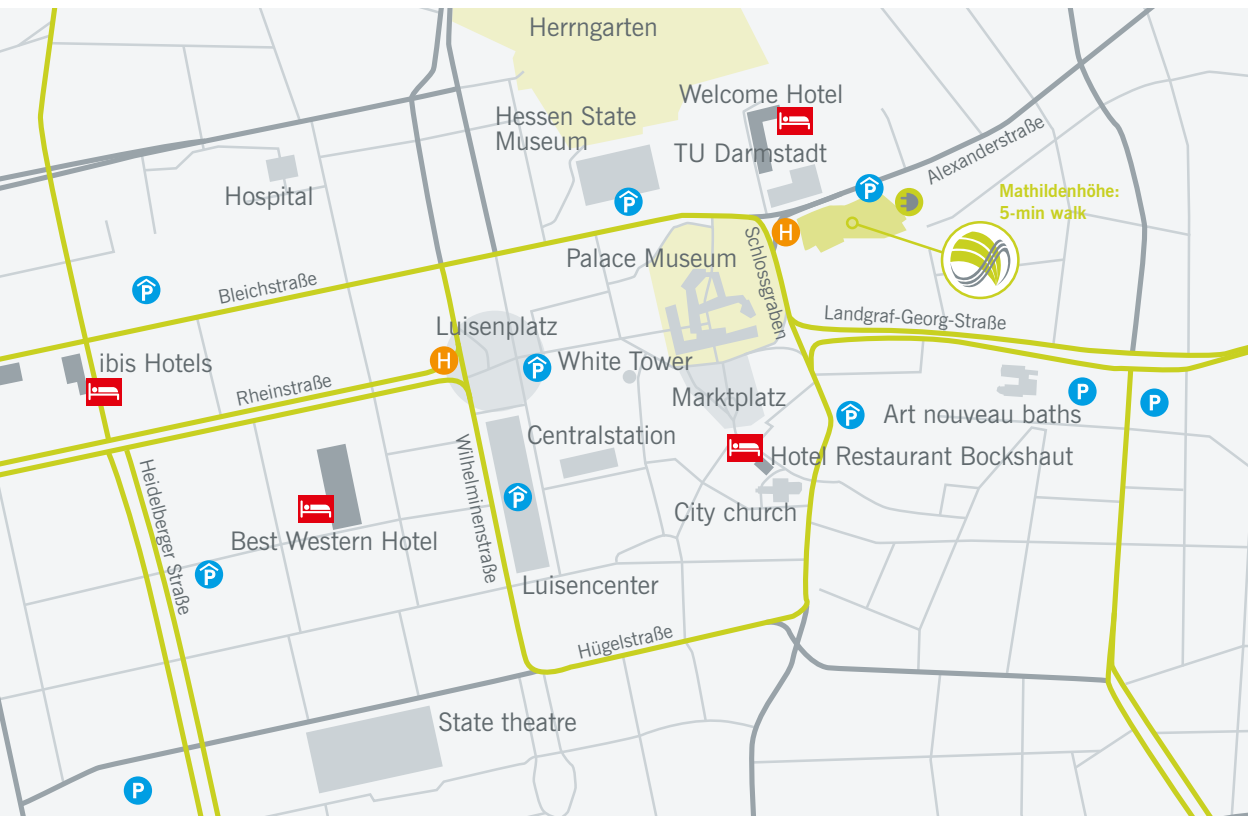 Herrngarten
Welcome Hotel
Hessen State
Museum
TU Darmstadt
Alexanderstraße
Hospital
P
P
P
Mathildenhöhe:
5-min walk
H
Palace Museum
Schlossgraben
Bleichstraße
Luisenplatz
Landgraf-Georg-Straße
ibis Hotels
H
P
White Tower
Rheinstraße
Marktplatz
P
Art nouveau baths
P
P
Centralstation
Hotel Restaurant Bockshaut
Wilhelminenstraße
Heidelberger Straße
P
City church
Best Western Hotel
P
Luisencenter
Hügelstraße
State theatre
P